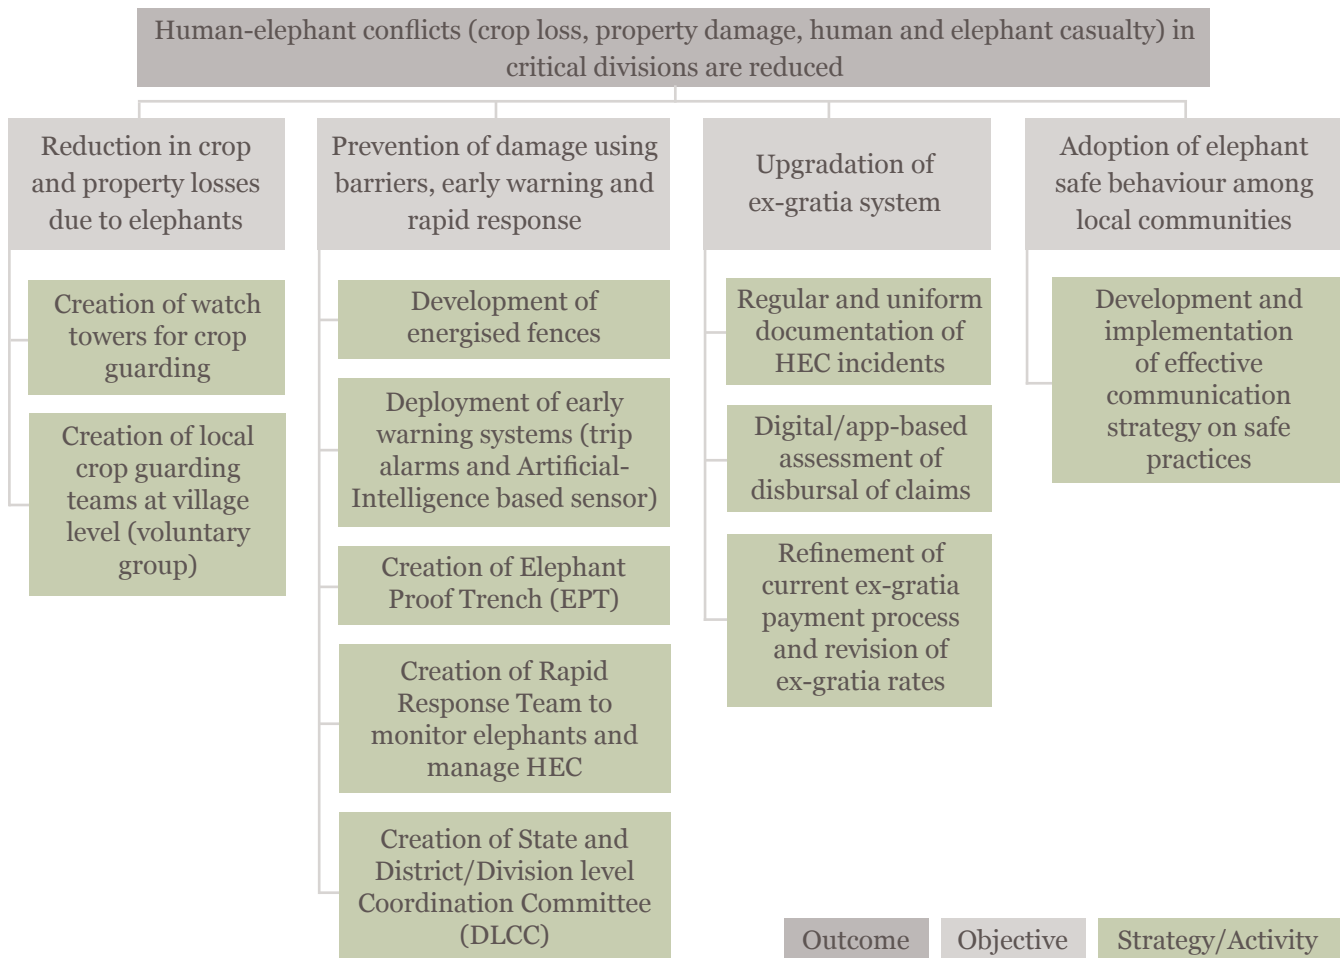 Human-elephant conflicts (crop loss, property damage, human and elephant casualty) in
critical divisions are reduced
Reduction in crop
and property losses
due to elephants
Creation of watch
towers for crop
guarding
Creation of local
crop guarding
teams at village
level (voluntary
group)
Prevention of damage using
barriers, early warning and
rapid response
Development of
energised fences
Deployment of early
warning systems (trip
alarms and Artificial-
Intelligence based sensor)
Creation of Elephant
Proof Trench (EPT)
Creation of Rapid
Response Team to
monitor elephants and
manage HEC
Creation of State and
District/Division level
Coordination Committee
(DLCC)
Upgradation of
ex-gratia system
Regular and uniform
documentation of
HEC incidents
Digital/app-based
assessment of
disbursal of claims
Refinement of
current ex-gratia
payment process
and revision of
ex-gratia rates
Adoption of elephant
safe behaviour among
local communities
Development and
implementation
of effective
communication
strategy on safe
practices
Outcome
Objective
Strategy/Activity